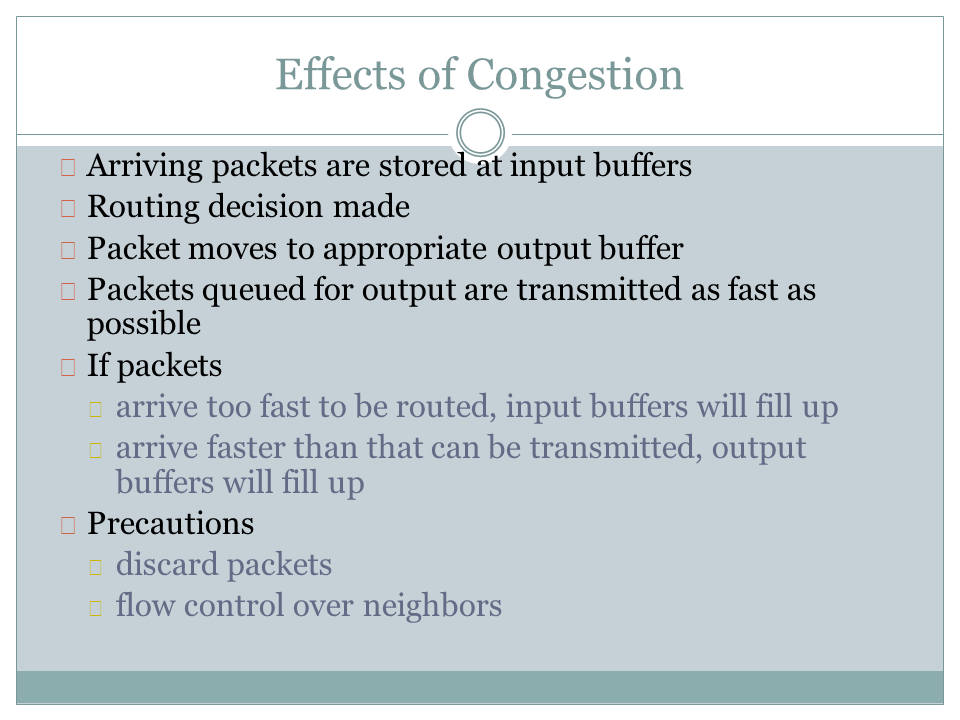 Effects of Congestion
Arriving packets are stored at input buffers
Routing decision made
Packet moves to appropriate output buffer
Packets queued for output are transmitted as fast as
possible
If packets
arrive too fast to be routed, input buffers will fill up
arrive faster than that can be transmitted, output
buffers will fill up
Precautions
discard packets
flow control over neighbors